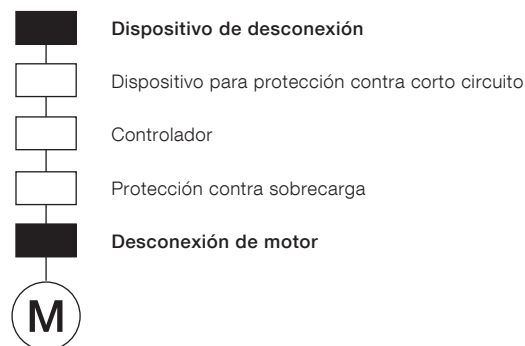 Dispositivo de desconexión
Dispositivo para protección contra corto circuito
Controlador
Protección contra sobrecarga
Desconexión de motor
M